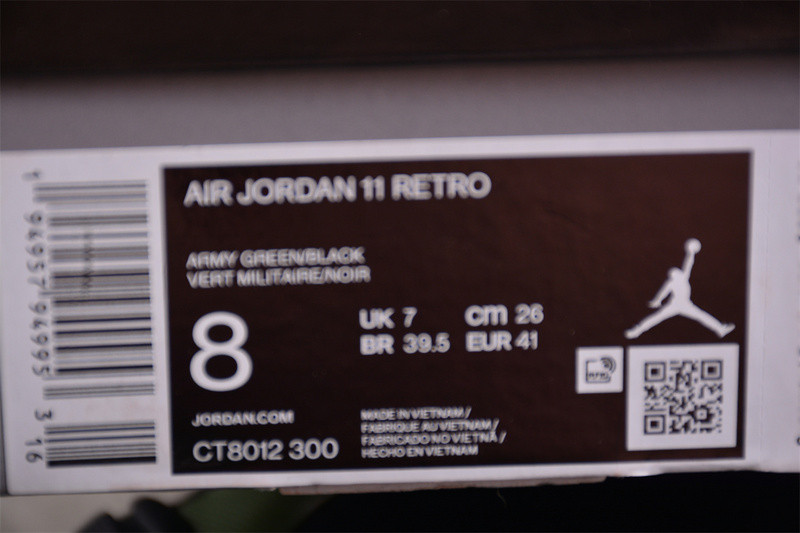 AIR JORDAN 11 RETRO
ARMY GREEN/BLACK
VERT MILITAIRE/NOIR
8
UK 7
cm 26
BR 39.5
EUR 41
JORDAN.COM
CT8012 300
MADE IN VIETNAM /
FABRIQUE AU VIETNAM /
FABRICADO NO VIETNÃ /
HECHO EN VIETNAM